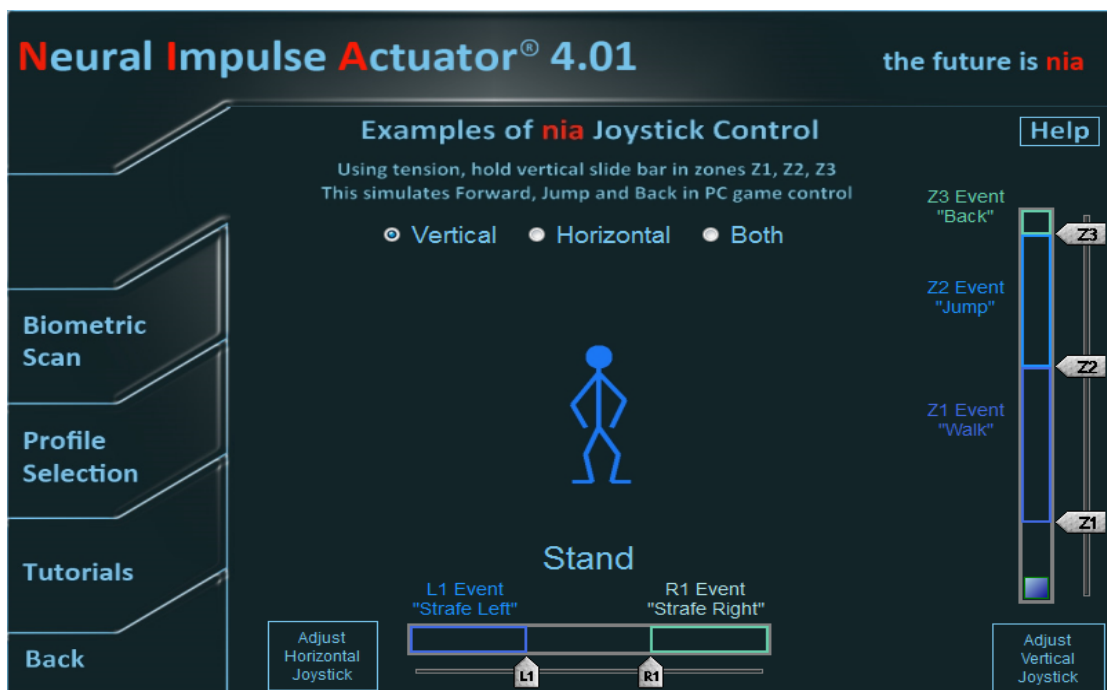 Neural Impulse Actuator® 4.01
the future is nia
Examples of nia Joystick Control
Help
Using tension, hold vertical slide bar in zones Z1, Z2, Z3
This simulates Forward, Jump and Back in PC game control
Vertical
Horizontal
Both
Z3 Event
"Back"
Z3
Z2 Event
"Jump"
Z2
Z1 Event
"Walk"
Z1
Biometric
Scan
Profile
Selection
Tutorials
Back
Stand
L1 Event
"Strafe Left"
R1 Event
"Strafe Right"
Adjust
Horizontal
Joystick
L1
R1
Adjust
Vertical
Joystick